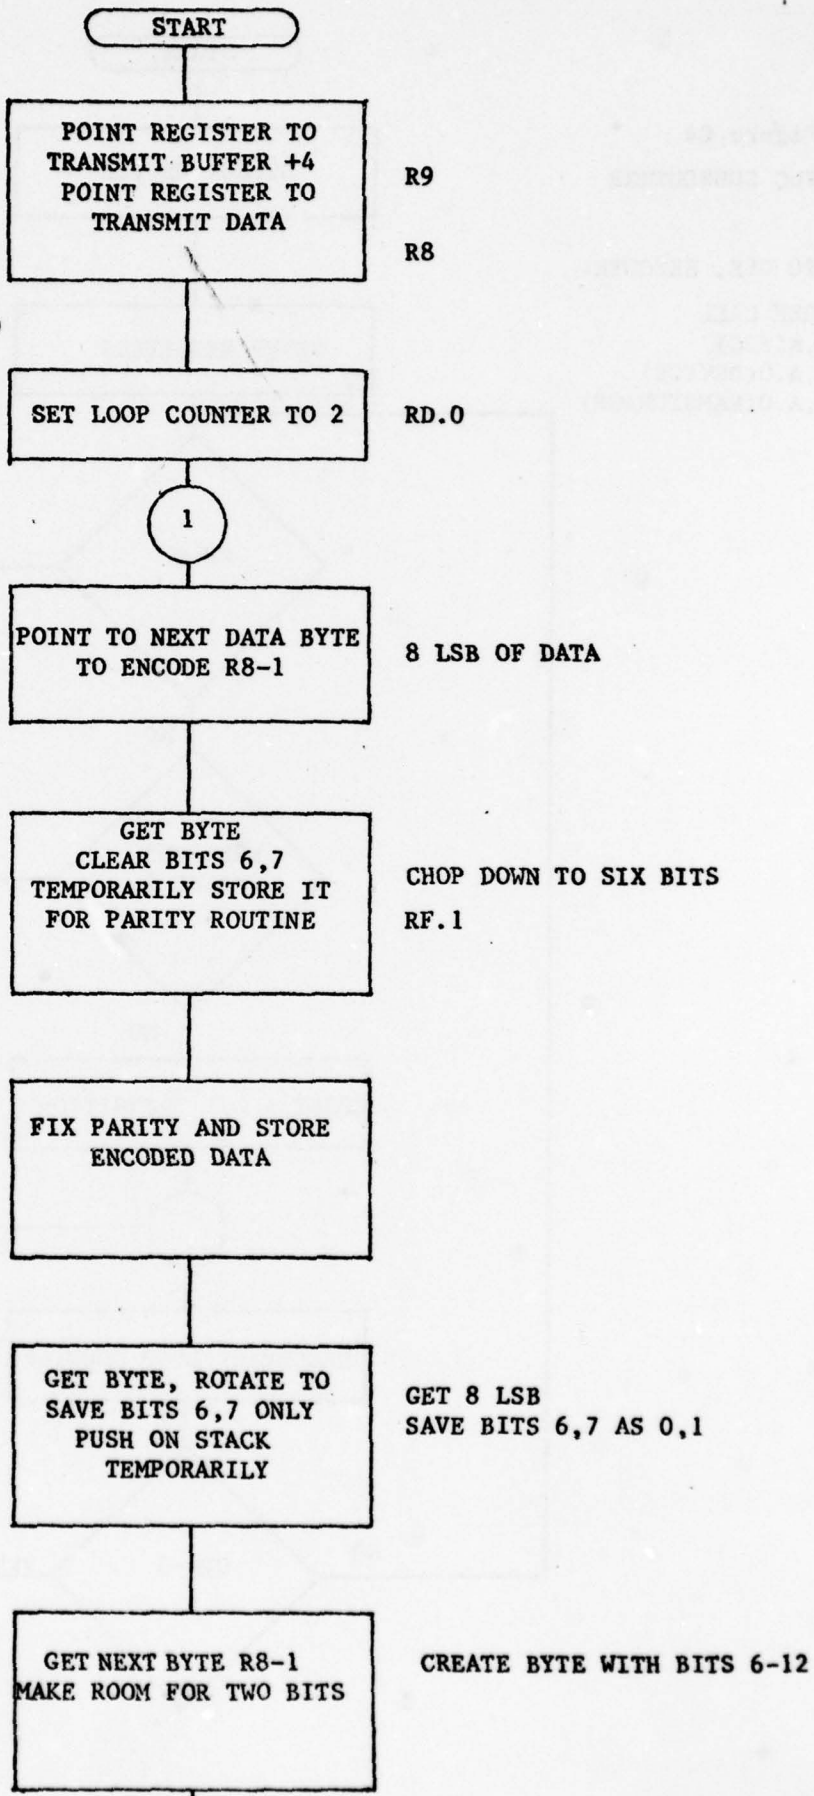 START
POINT REGISTER TO
TRANSMIT BUFFER +4
POINT REGISTER TO
TRANSMIT DATA
R9
R8
SET LOOP COUNTER TO 2
RD.0
1
POINT TO NEXT DATA BYTE
TO ENCODE R8-1
8 LSB OF DATA
GET BYTE
CLEAR BITS 6,7
TEMPORARILY STORE IT
FOR PARITY ROUTINE
CHOP DOWN TO SIX BITS
RF.1
FIX PARITY AND STORE
ENCODED DATA
GET BYTE, ROTATE TO
SAVE BITS 6,7 ONLY
PUSH ON STACK
TEMPORARILY
GET 8 LSB
SAVE BITS 6,7 AS 0,1
GET NEXT BYTE R8-1
MAKE ROOM FOR TWO BITS
CREATE BYTE WITH BITS 6-12